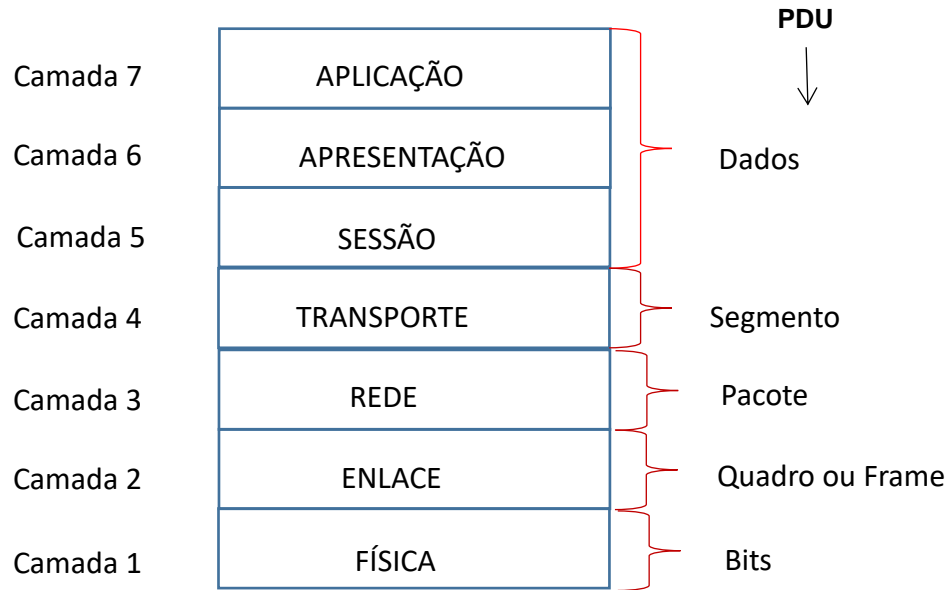 PDU
Camada 7 APLICAÇÃO
Camada 6 APRESENTAÇÃO Dados
Camada 5 SESSÃO
Camada 4 TRANSPORTE Segmento
Camada 3 REDE Pacote
Camada 2 ENLACE Quadro ou Frame
Camada 1 FÍSICA Bits